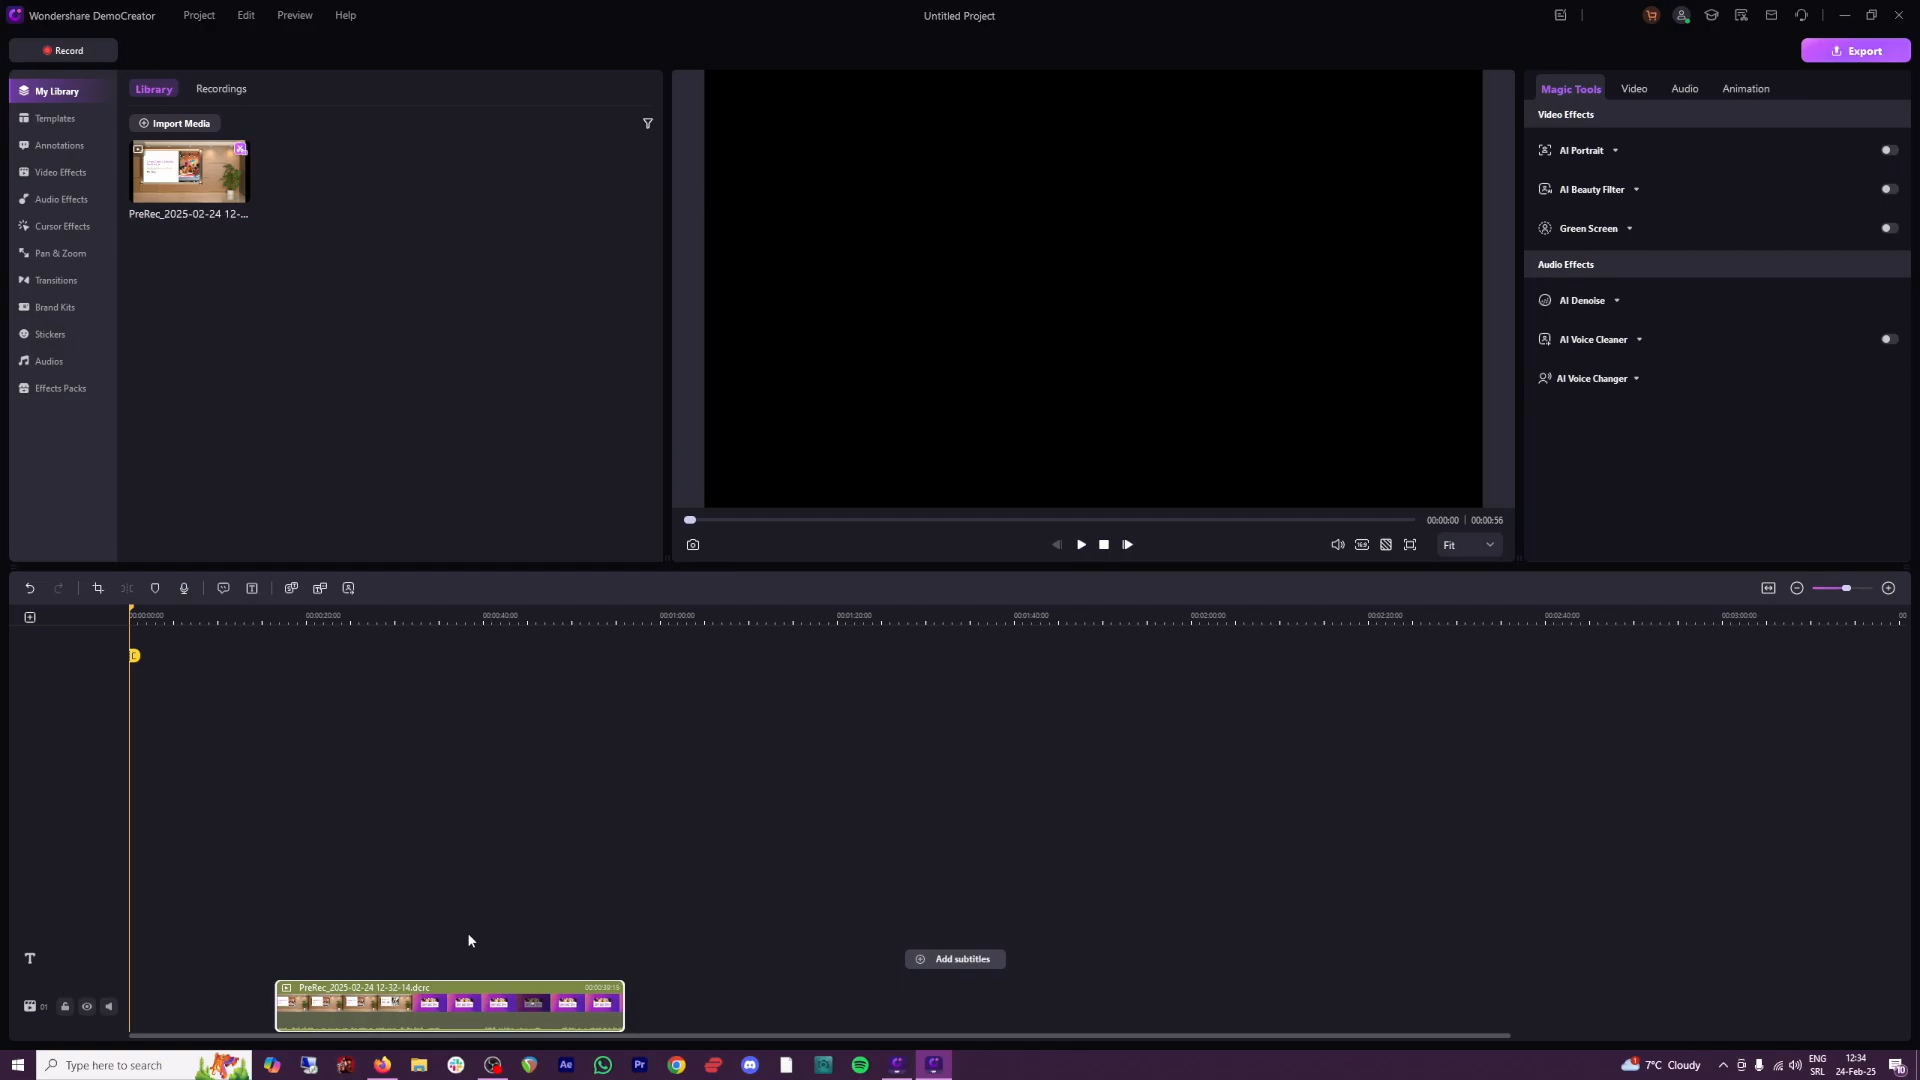 Wondershare DemoCreator
Project
Edit
Preview
Help
Untitled Project
Record
Export
My Library
Templates
Annotations
Video Effects
Audio Effects
Cursor Effects
Pan & Zoom
Transitions
Brand Kits
Stickers
Audios
Effects Packs
Library
Recordings
Import Media
PreRec_2025-02-24 12-...
00:00:00 | 00:00:56
Fit
Magic Tools
Video
Audio
Animation
Video Effects
AI Portrait
AI Beauty Filter
Green Screen
Audio Effects
AI Denoise
AI Voice Cleaner
AI Voice Changer
00:00:00:00
00:00:20:00
00:00:40:00
00:01:00:00
00:01:20:00
00:01:40:00
00:02:00:00
00:02:20:00
00:02:40:00
00:03:00:00
00
Add subtitles
PreRec_2025-02-24 12-32-14.dcrc
00:00:39:15
01
Type here to search
7°C Cloudy
ENG
SRL
12:34
24-Feb-25